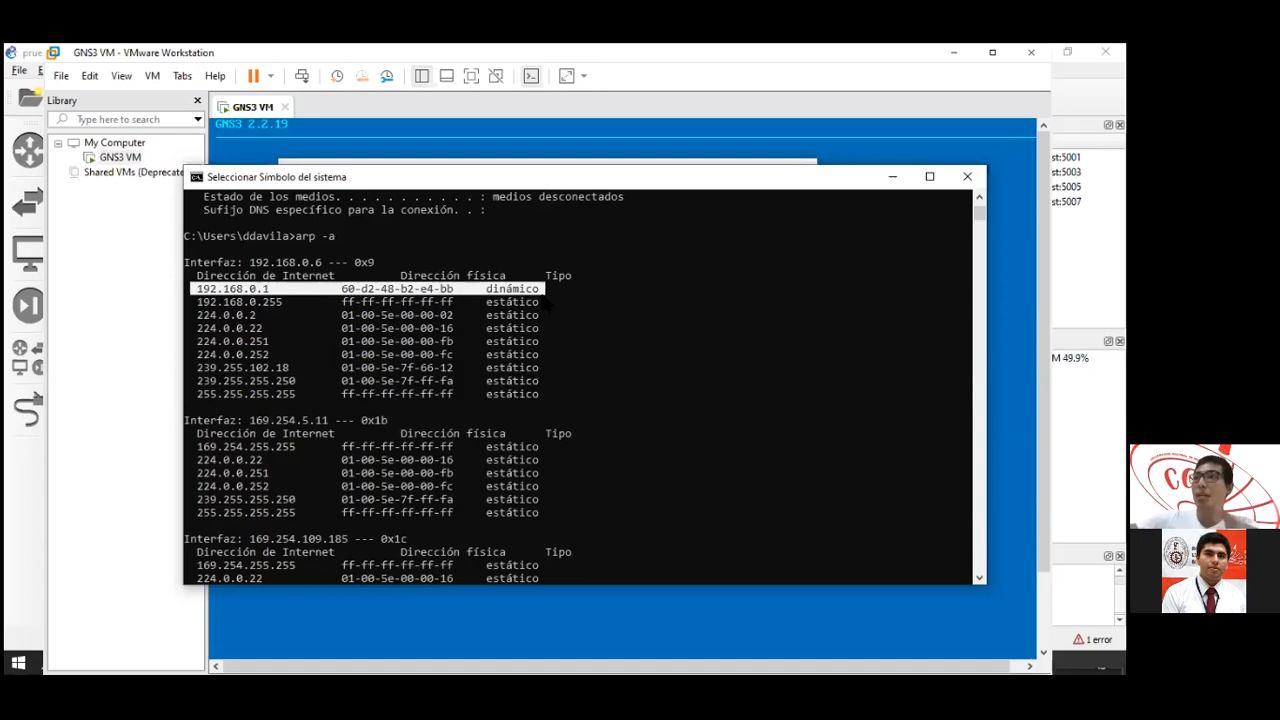 prue
GNS3 VM - VMware Workstation
File
E
File Edit View VM Tabs Help
Library
GNS3 VM
Type here to search
GNS3 2.2.19
My Computer
GNS3 VM
Shared VMs (Deprecate
st:5001
st:5003
st:5005
st:5007
Seleccionar Símbolo del sistema
Estado de los medios. . . . . . . . . . . : medios desconectados
Sufijo DNS específico para la conexión. . :
C:\Users\ddavila>arp -a
Interfaz: 192.168.0.6 --- 0x9
Dirección de Internet Dirección física Tipo
192.168.0.1 60-d2-48-b2-e4-bb dinámico
192.168.0.255 ff-ff-ff-ff-ff-ff estático
224.0.0.2 01-00-5e-00-00-02 estático
224.0.0.22 01-00-5e-00-00-16 estático
224.0.0.251 01-00-5e-00-00-fb estático
224.0.0.252 01-00-5e-00-00-fc estático
239.255.102.18 01-00-5e-7f-66-12 estático
239.255.255.250 01-00-5e-7f-ff-fa estático
255.255.255.255 ff-ff-ff-ff-ff-ff estático
Interfaz: 169.254.5.11 --- 0x1b
Dirección de Internet Dirección física Tipo
169.254.255.255 ff-ff-ff-ff-ff-ff estático
224.0.0.22 01-00-5e-00-00-16 estático
224.0.0.251 01-00-5e-00-00-fb estático
224.0.0.252 01-00-5e-00-00-fc estático
239.255.255.250 01-00-5e-7f-ff-fa estático
255.255.255.255 ff-ff-ff-ff-ff-ff estático
Interfaz: 169.254.109.185 --- 0x1c
Dirección de Internet Dirección física Tipo
169.254.255.255 ff-ff-ff-ff-ff-ff estático
224.0.0.22 01-00-5e-00-00-16 estático
M 49.9%
1 error